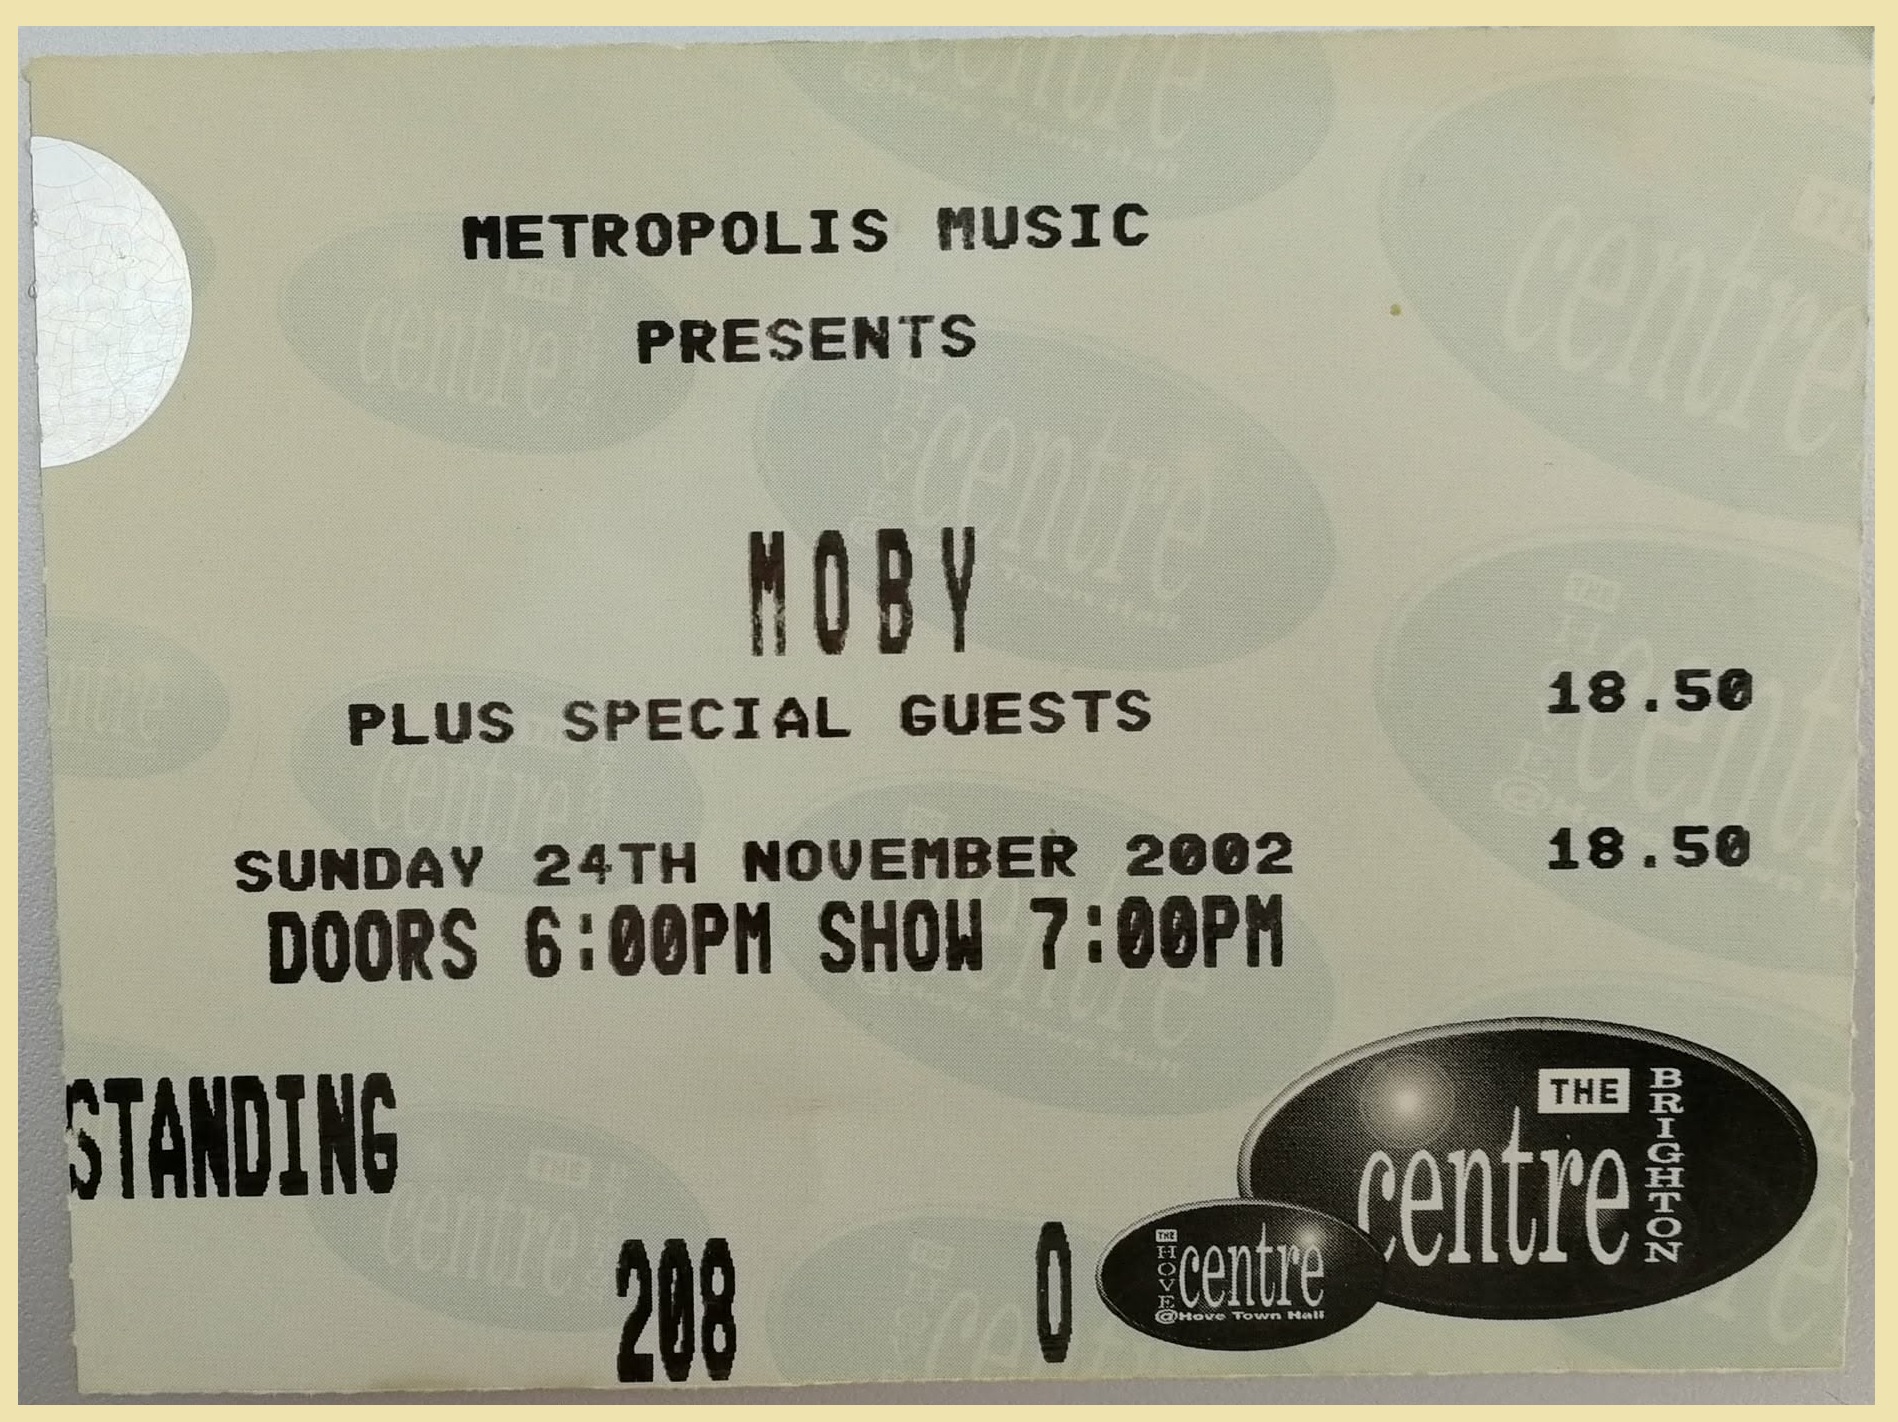 METROPOLIS MUSIC
PRESENTS
MOBY
PLUS SPECIAL GUESTS
18.50
SUNDAY 24TH NOVEMBER 2002
18.50
DOORS 6:00PM SHOW 7:00PM
STANDING
208
0
THE
BRIGHTON
centre
THE
HOVE
centre
@Hove Town Hall